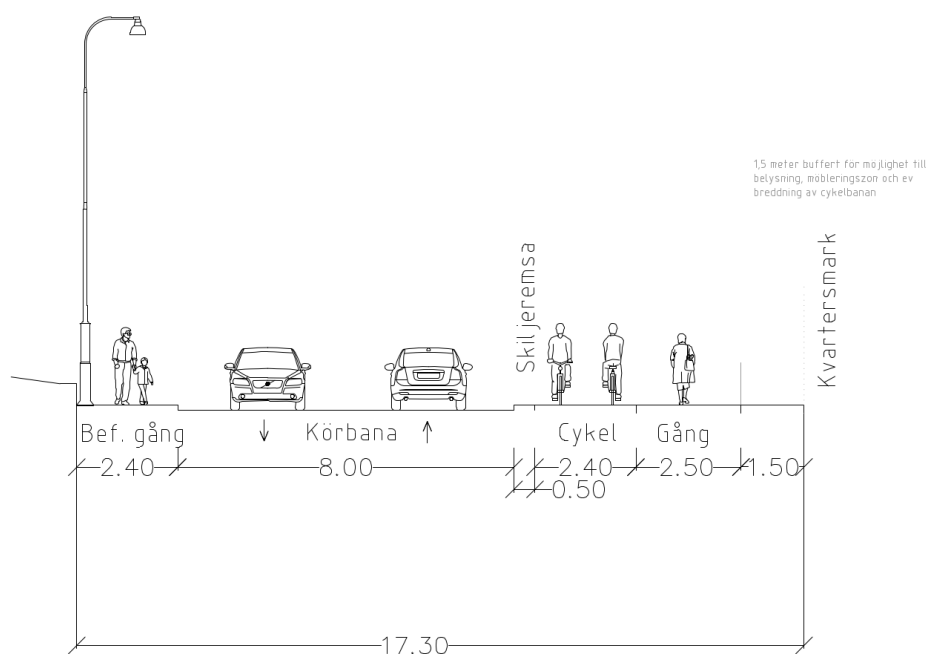 1,5 meter buffert för möjlighet till
belysning, möbleringszon och ev
breddning av cykelbanan
Skiljeremsa
Kvartersmark
Bef. gång
Körbana
Cykel
Gång
2.40
8.00
2.40
2.50
1.50
0.50
17.30